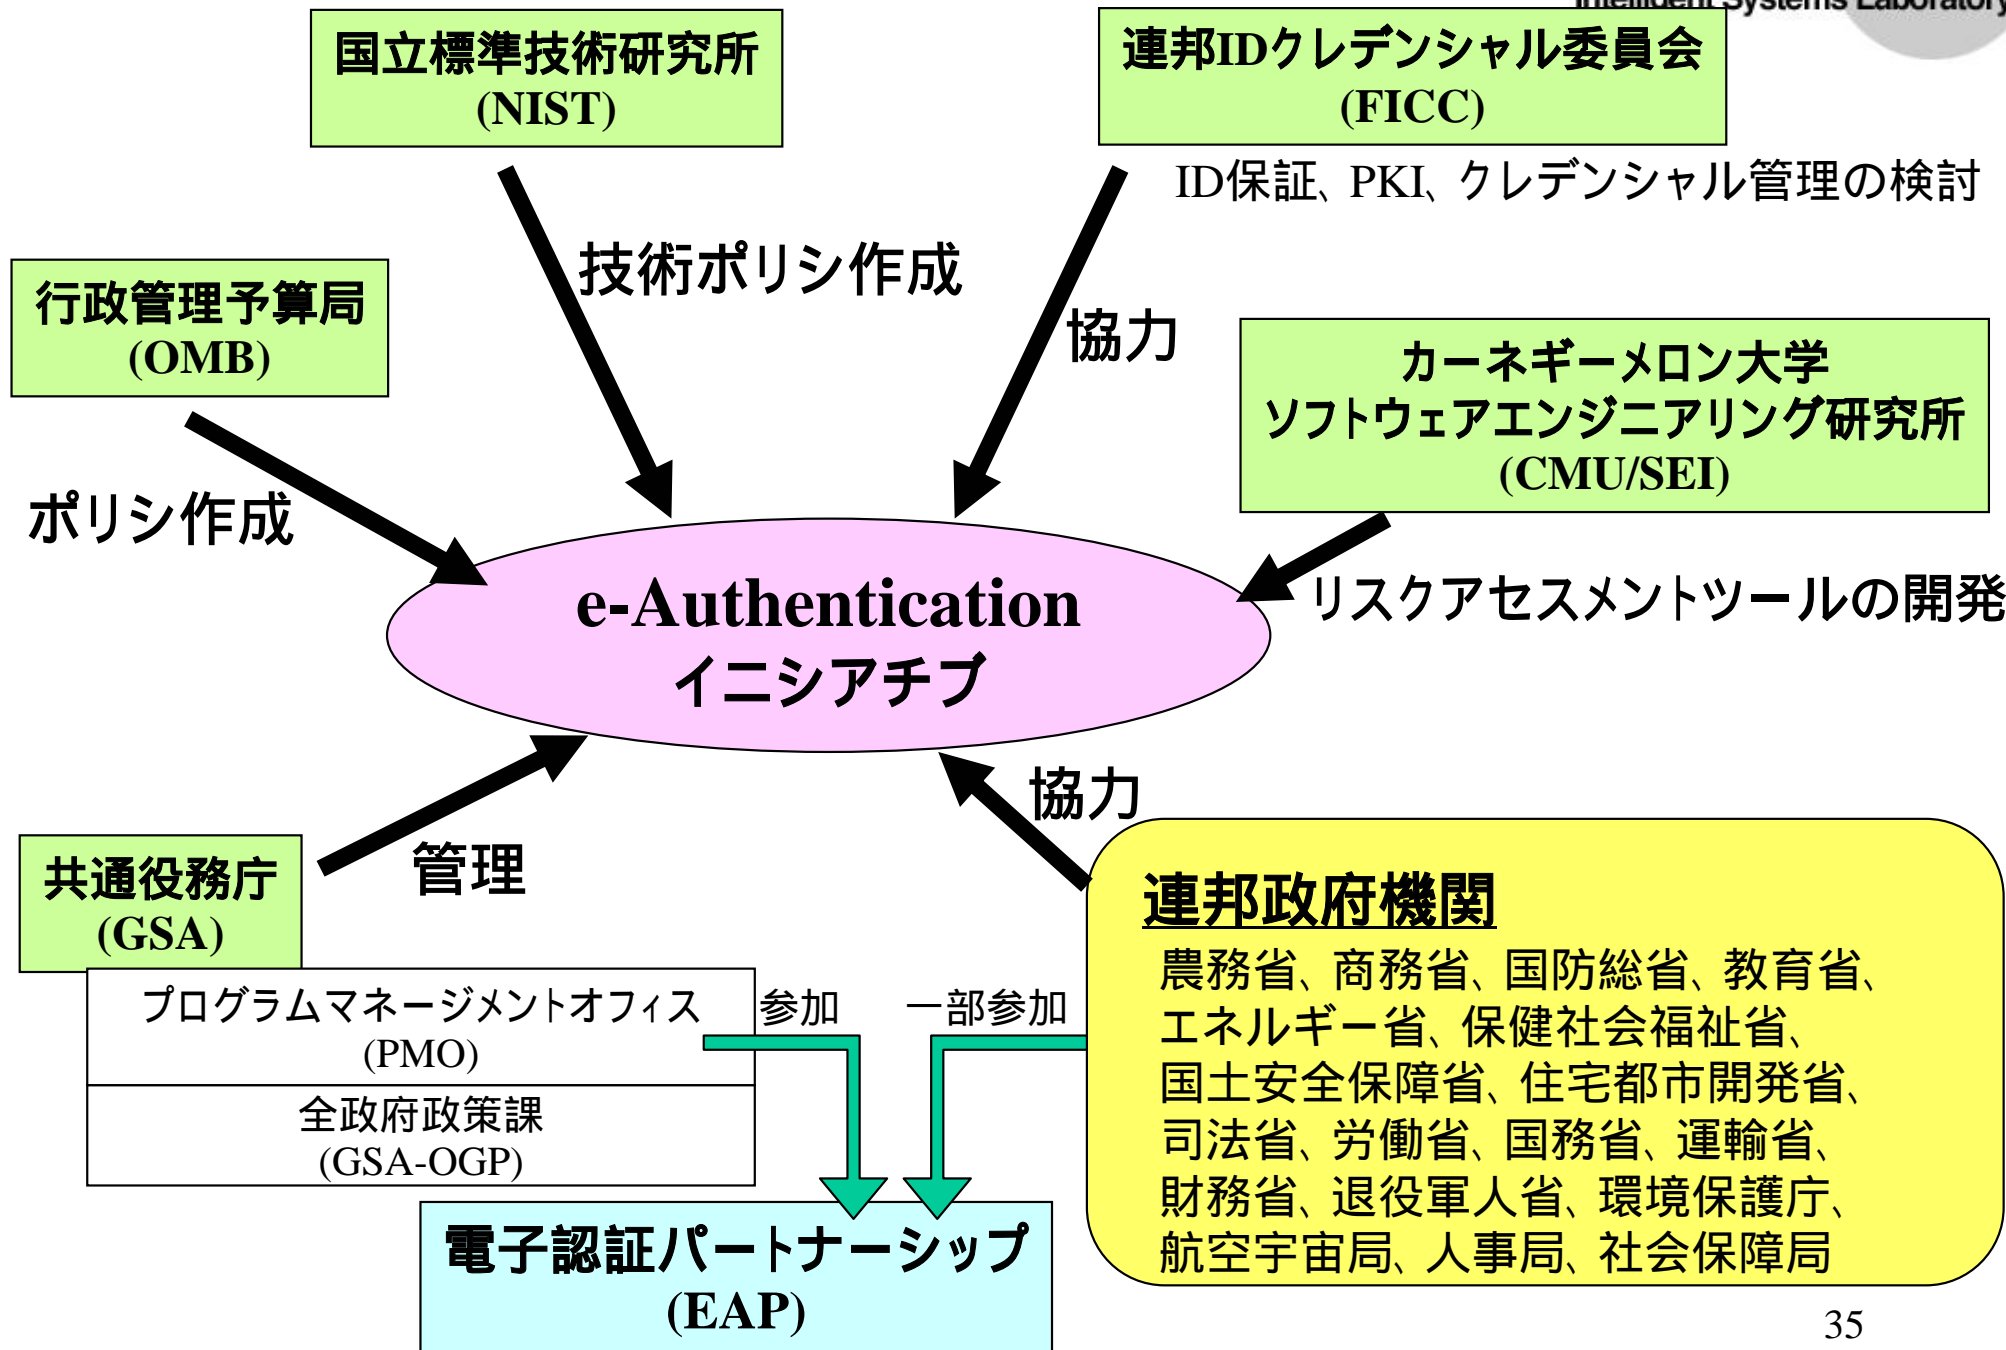 Intelligent Systems Laboratory
国立標準技術研究所
(NIST)
連邦IDクレデンシャル委員会
(FICC)
ID保証、PKI、クレデンシャル管理の検討
技術ポリシ作成
行政管理予算局
(OMB)
協力
カーネギーメロン大学
ソフトウェアエンジニアリング研究所
(CMU/SEI)
ポリシ作成
リスクアセスメントツールの開発
e-Authentication
イニシアチブ
協力
管理
共通役務庁
(GSA)
プログラムマネージメントオフィス
(PMO)
全政府政策課
(GSA-OGP)
参加
一部参加
連邦政府機関
農務省、商務省、国防総省、教育省、
エネルギー省、保健社会福祉省、
国土安全保障省、住宅都市開発省、
司法省、労働省、国務省、運輸省、
財務省、退役軍人省、環境保護庁、
航空宇宙局、人事局、社会保障局
電子認証パートナーシップ
(EAP)
35